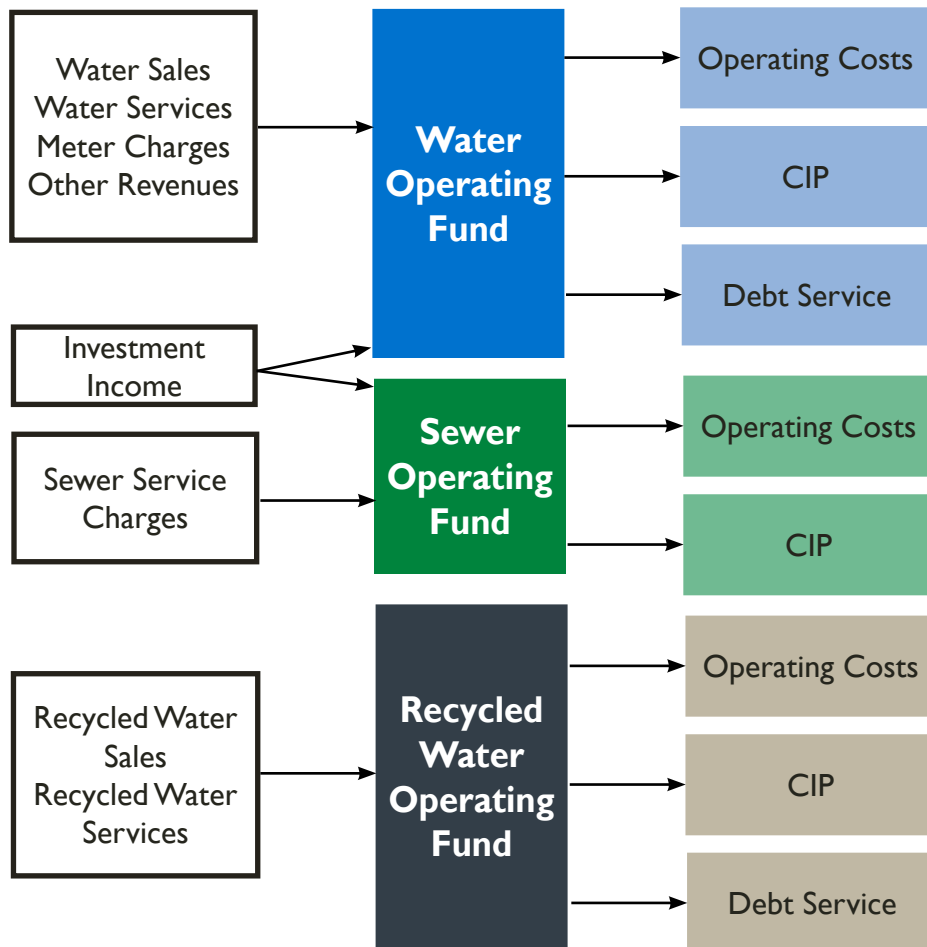 Water Sales
Water Services
Meter Charges
Other Revenues
Water
Operating
Fund
Operating Costs
CIP
Debt Service
Investment
Income
Sewer Service
Charges
Sewer
Operating
Fund
Operating Costs
CIP
Recycled Water
Sales
Recycled Water
Services
Recycled
Water
Operating
Fund
Operating Costs
CIP
Debt Service